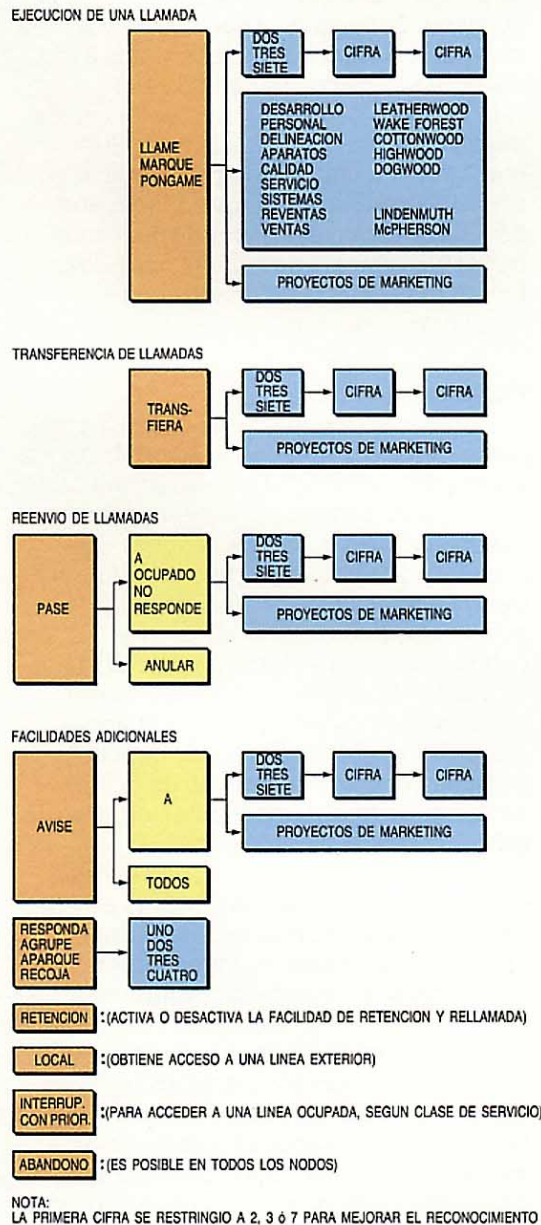 EJECUCION DE UNA LLAMADA
LLAME
MARQUE
PONGAME
DOS
TRES
SIETE
CIFRA
CIFRA
DESARROLLO LEATHERWOOD
PERSONAL WAKE FOREST
DELINEACION COTTONWOOD
APARATOS HIGHWOOD
CALIDAD DOGWOOD
SERVICIO
SISTEMAS
REVENTAS LINDENMUTH
VENTAS McPHERSON
PROYECTOS DE MARKETING
TRANSFERENCIA DE LLAMADAS
TRANS-
FIERA
DOS
TRES
SIETE
CIFRA
CIFRA
PROYECTOS DE MARKETING
REENVIO DE LLAMADAS
PASE
A
OCUPADO
NO
RESPONDE
ANULAR
DOS
TRES
SIETE
CIFRA
CIFRA
PROYECTOS DE MARKETING
FACILIDADES ADICIONALES
AVISE
A
TODOS
DOS
TRES
SIETE
CIFRA
CIFRA
PROYECTOS DE MARKETING
RESPONDA
AGRUPE
APARQUE
RECOJA
UNO
DOS
TRES
CUATRO
RETENCION :(ACTIVA O DESACTIVA LA FACILIDAD DE RETENCION Y RELLAMADA)
LOCAL :(OBTIENE ACCESO A UNA LINEA EXTERIOR)
INTERRUP.
CON PRIOR. :(PARA ACCEDER A UNA LINEA OCUPADA, SEGUN CLASE DE SERVICIO)
ABANDONO :(ES POSIBLE EN TODOS LOS NODOS)
NOTA:
LA PRIMERA CIFRA SE RESTRINGIO A 2, 3 ó 7 PARA MEJORAR EL RECONOCIMIENTO